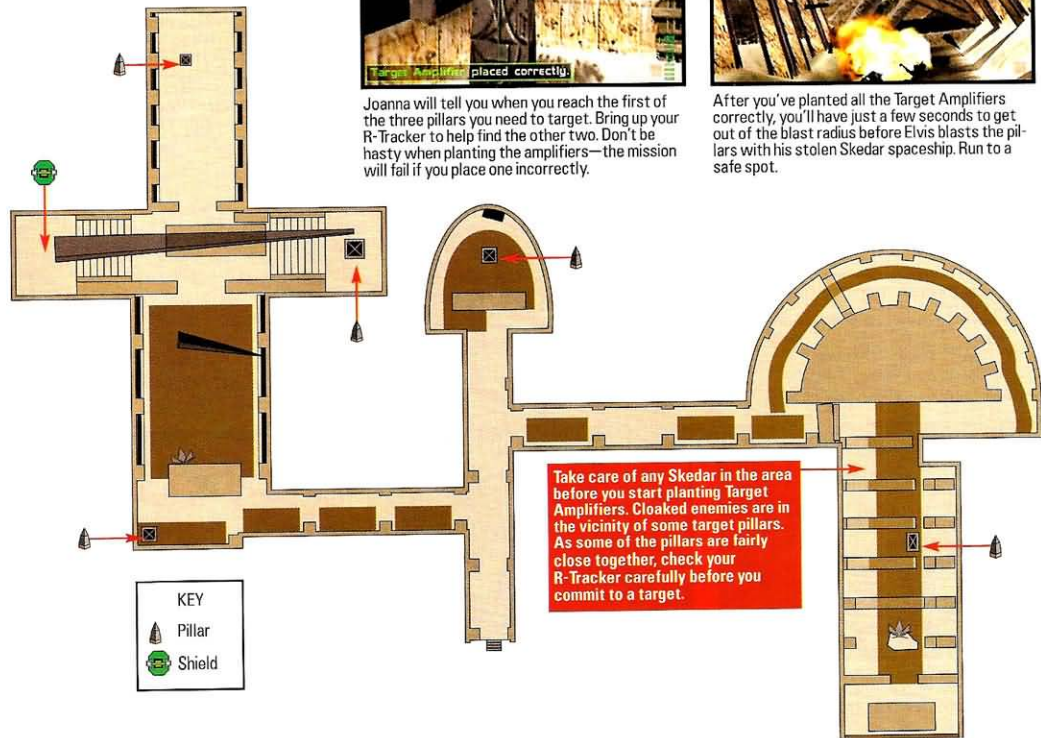 Target Amplifier placed correctly.
Joanna will tell you when you reach the first of
the three pillars you need to target. Bring up your
R-Tracker to help find the other two. Don't be
hasty when planting the amplifiers—the mission
will fail if you place one incorrectly.
After you've planted all the Target Amplifiers
correctly, you'll have just a few seconds to get
out of the blast radius before Elvis blasts the pil-
lars with his stolen Skedar spaceship. Run to a
safe spot.
Take care of any Skedar in the area
before you start planting Target
Amplifiers. Cloaked enemies are in
the vicinity of some target pillars.
As some of the pillars are fairly
close together, check your
R-Tracker carefully before you
commit to a target.
KEY
Pillar
Shield